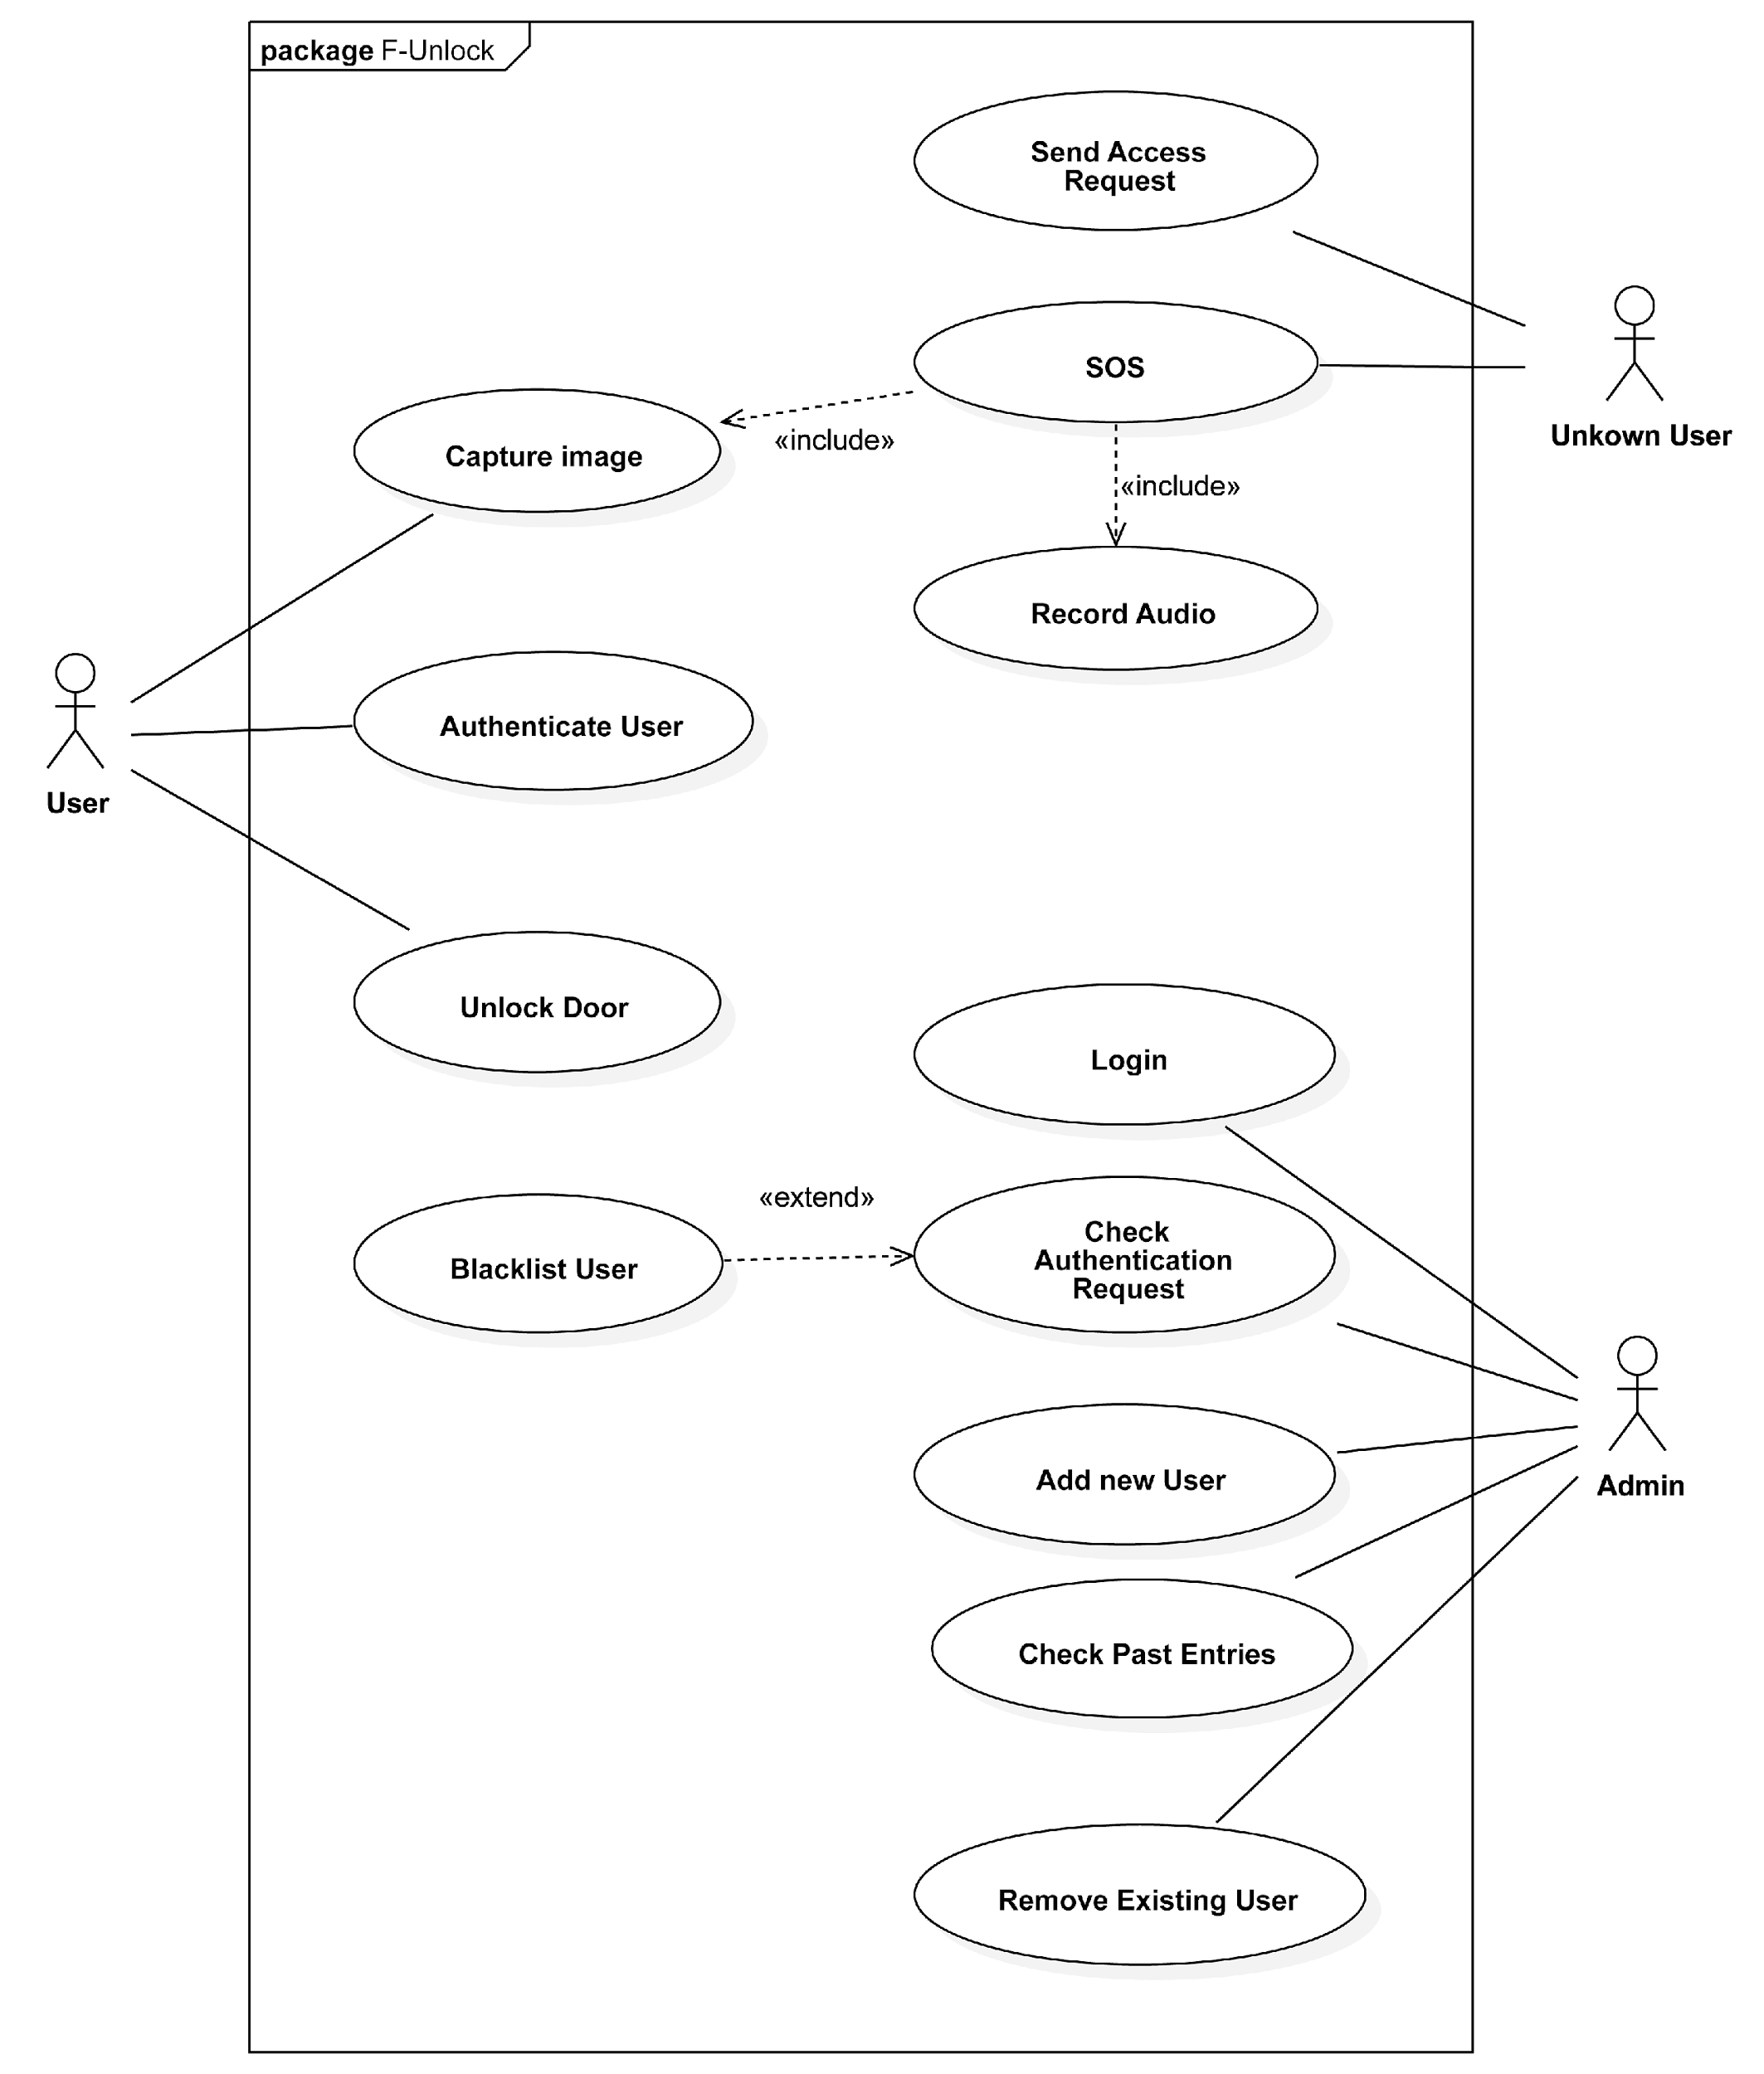 package F-Unlock
Send Access
Request
SOS
Unkown User
Capture image
«include»
«include»
Record Audio
Authenticate User
User
Unlock Door
Login
«extend»
Blacklist User
Check
Authentication
Request
Add new User
Admin
Check Past Entries
Remove Existing User